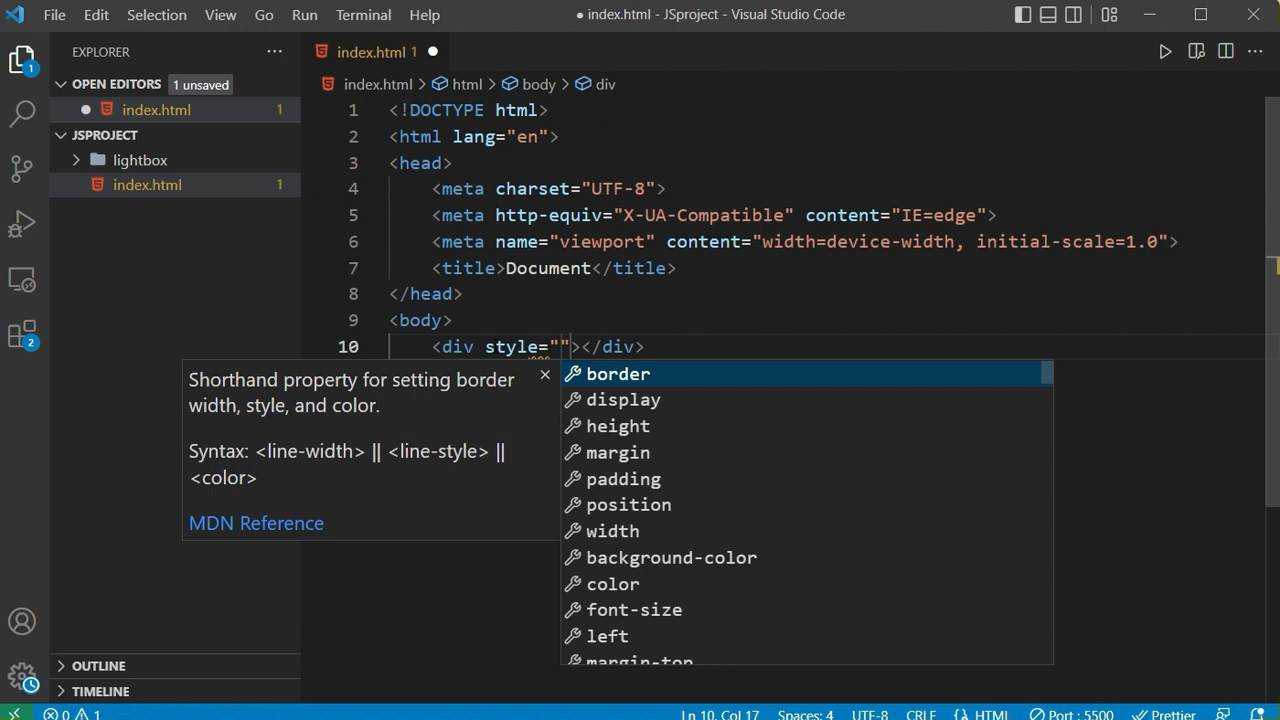 File Edit Selection View Go Run Terminal Help
● index.html - JSproject - Visual Studio Code
EXPLORER
OPEN EDITORS 1 unsaved
index.html 1
JSPROJECT
lightbox
index.html 1
OUTLINE
TIMELINE
1
2
index.html 1
index.html > html > body > div
1 <!DOCTYPE html>
2 <html lang="en">
3 <head>
4 <meta charset="UTF-8">
5 <meta http-equiv="X-UA-Compatible" content="IE=edge">
6 <meta name="viewport" content="width=device-width, initial-scale=1.0">
7 <title>Document</title>
8 </head>
9 <body>
10 <div style=""></div>
Shorthand property for setting border
width, style, and color.
Syntax: <line-width> || <line-style> ||
<color>
MDN Reference
border
display
height
margin
padding
position
width
background-color
color
font-size
left
margin-top
0 1 Ln 10, Col 17 Spaces: 4 UTF-8 CRLF HTML Port : 5500 Prettier